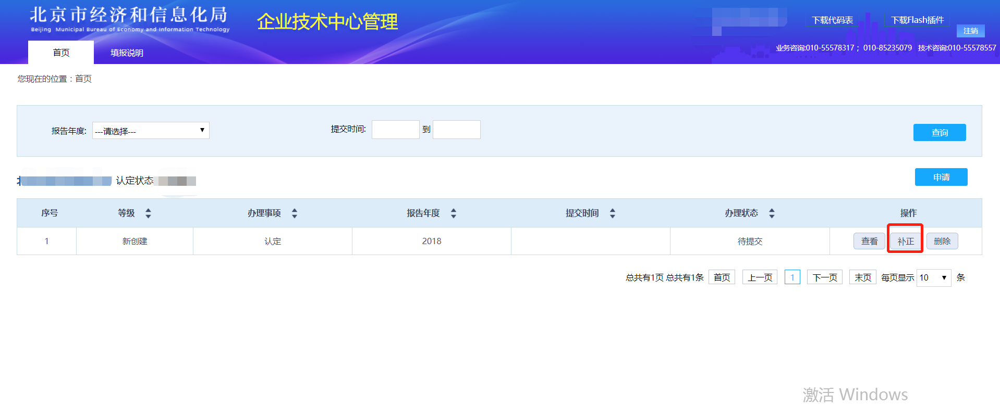 北京市经济和信息化局
Beijing Municipal Bureau of Economy and Information Technology
企业技术中心管理
下载代码表 下载Flash插件
注销
业务咨询:010-55578317； 010-85235079 技术咨询:010-55578557
首页 填报说明
您现在的位置：首页
报告年度: ---请选择--- 提交时间: 到 查询
认定状态 申请
序号 等级 办理事项 报告年度 提交时间 办理状态 操作
1 新创建 认定 2018 待提交 查看 补正 删除
总共有1页 总共有1条 首页 上一页 1 下一页 末页 每页显示 10 条
激活 Windows